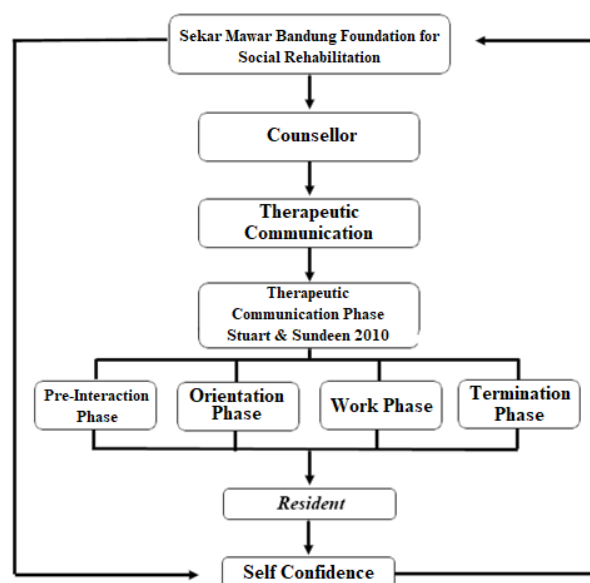 Sekar Mawar Bandung Foundation for
Social Rehabilitation
Counsellor
Therapeutic
Communication
Therapeutic
Communication Phase
Stuart & Sundeen 2010
Pre-Interaction
Phase
Orientation
Phase
Work Phase
Termination
Phase
Resident
Self Confidence